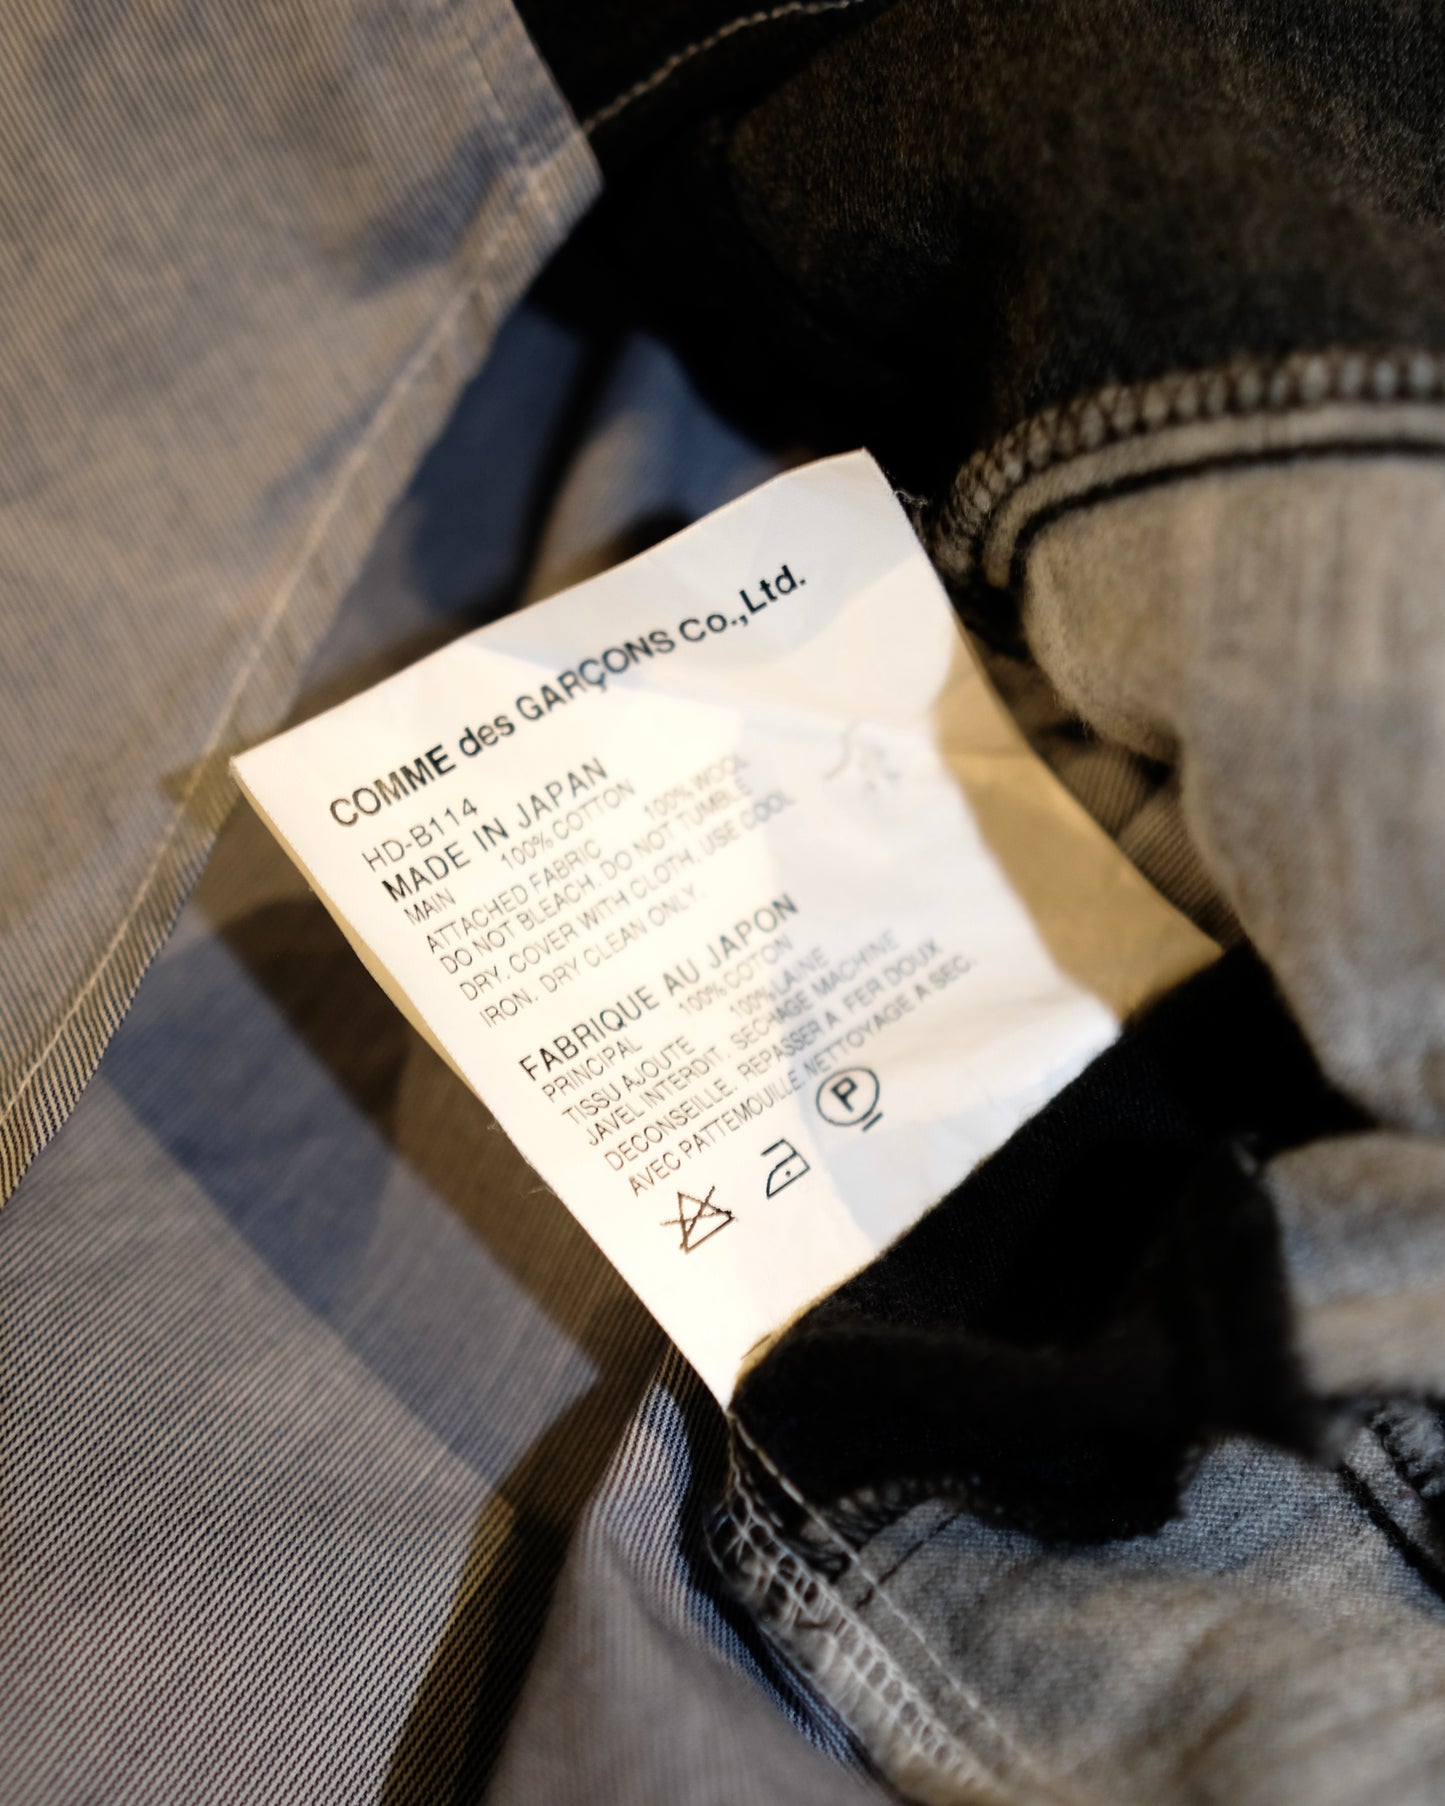 COMME des GARÇONS Co.,Ltd.
HD-B114
MADE IN JAPAN
MAIN 100% COTTON
ATTACHED FABRIC 100% WOOL
DO NOT BLEACH. DO NOT TUMBLE
DRY. COVER WITH CLOTH, USE COOL
IRON. DRY CLEAN ONLY.
FABRIQUE AU JAPON
PRINCIPAL 100% COTON
TISSU AJOUTE 100% LAINE
JAVEL INTERDIT. SECHAGE MACHINE
DECONSEILLE. REPASSER A FER DOUX
AVEC PATTEMOUILLE. NETTOYAGE A SEC.
P